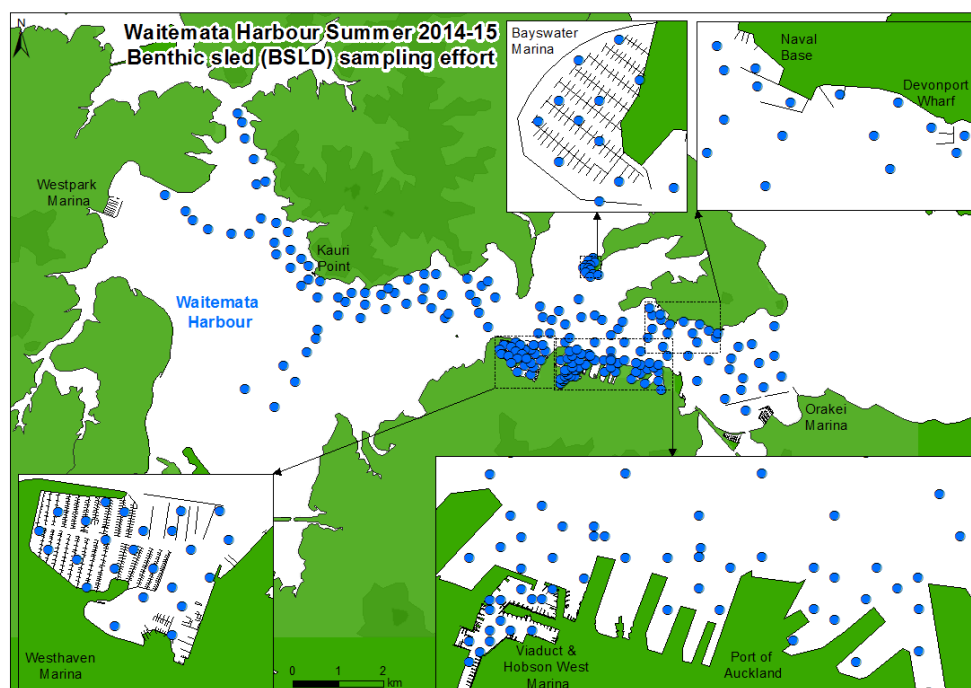 Waitemata Harbour Summer 2014-15
Benthic sled (BSLD) sampling effort
N
Bayswater
Marina
Naval
Base
Devonport
Wharf
Westpark
Marina
Kauri
Point
Waitemata
Harbour
Orakei
Marina
Westhaven
Marina
0 1 2
km
Viaduct &
Hobson West
Marina
Port of
Auckland